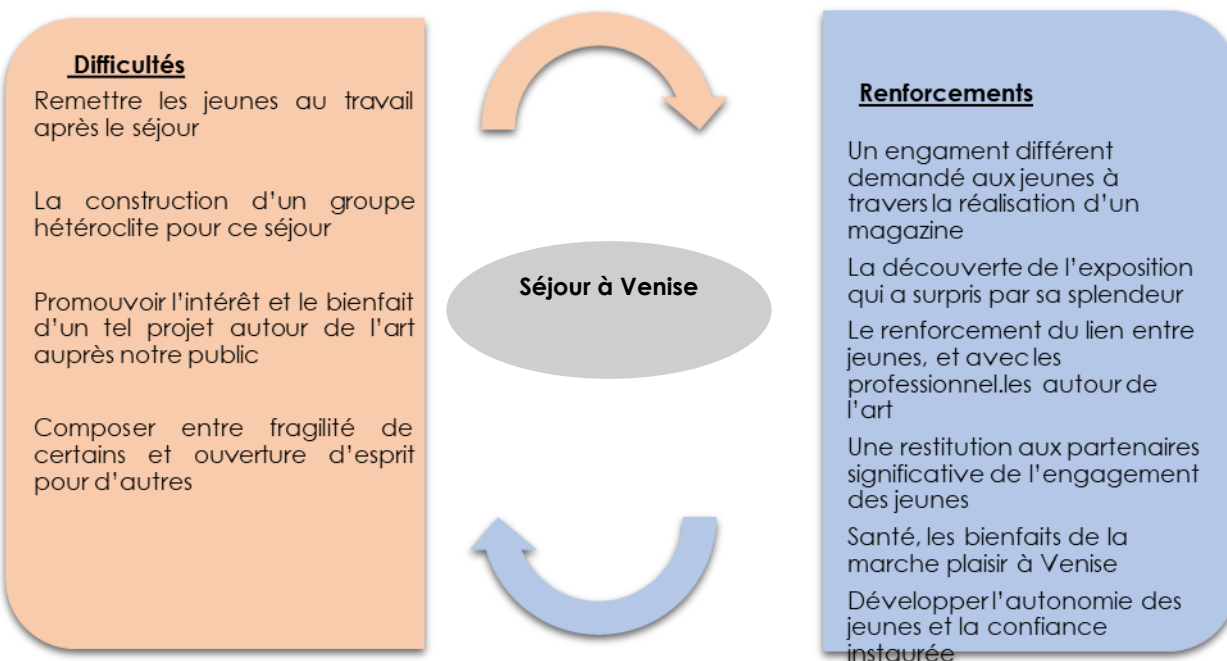 Difficultés
Remettre les jeunes au travail
après le séjour
La construction d'un groupe
hétéroclite pour ce séjour
Promouvoir l'intérêt et le bienfait
d'un tel projet autour de l'art
auprès notre public
Composer entre fragilité de
certains et ouverture d'esprit
pour d'autres
Séjour à Venise
Renforcements
Un engament différent
demandé aux jeunes à
travers la réalisation d'un
magazine
La découverte de l'exposition
qui a surpris par sa splendeur
Le renforcement du lien entre
jeunes, et avec les
professionnel.les autour de
l'art
Une restitution aux partenaires
significative de l'engagement
des jeunes
Santé, les bienfaits de la
marche plaisir à Venise
Développer l'autonomie des
jeunes et la confiance
instaurée